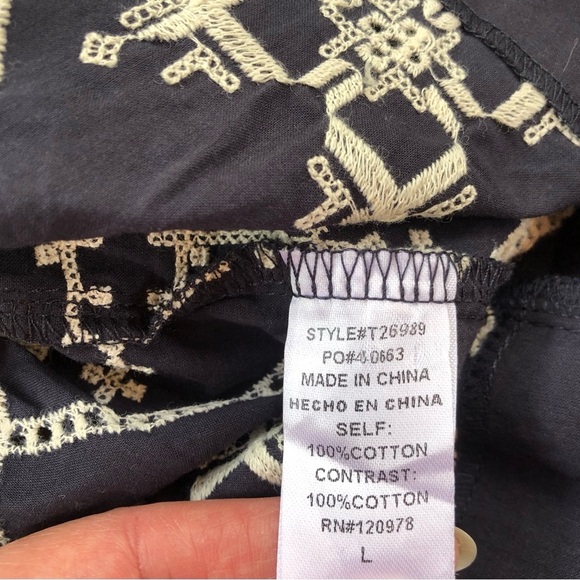 STYLE#T26989
PO#40663
MADE IN CHINA
HECHO EN CHINA
SELF:
100%COTTON
CONTRAST:
100%COTTON
RN#120978
L